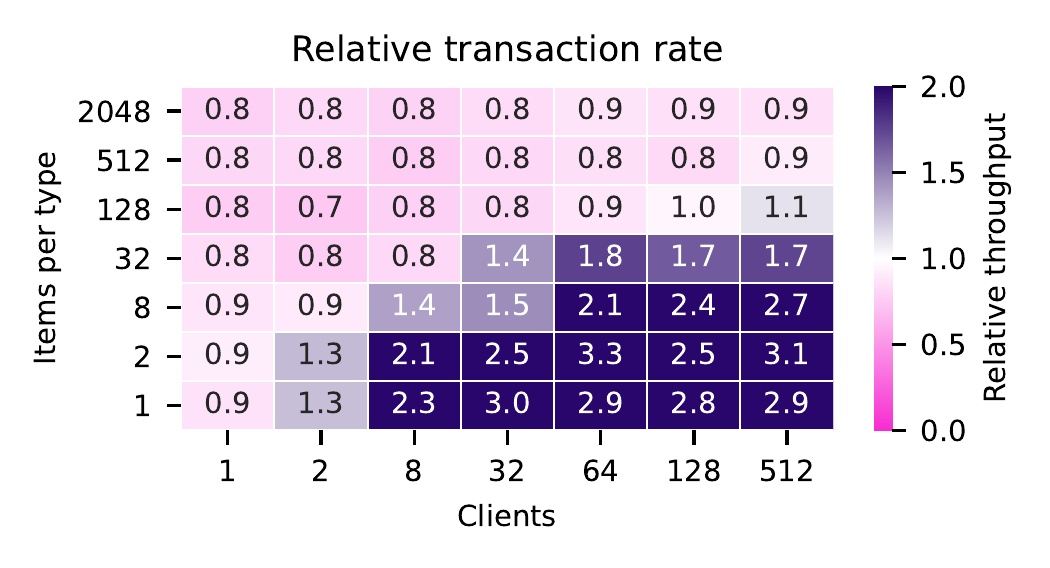 Relative transaction rate
Items per type
2048 0.8 0.8 0.8 0.8 0.9 0.9 0.9
512 0.8 0.8 0.8 0.8 0.8 0.8 0.9
128 0.8 0.7 0.8 0.8 0.9 1.0 1.1
32 0.8 0.8 0.8 1.4 1.8 1.7 1.7
8 0.9 0.9 1.4 1.5 2.1 2.4 2.7
2 0.9 1.3 2.1 2.5 3.3 2.5 3.1
1 0.9 1.3 2.3 3.0 2.9 2.8 2.9
1 2 8 32 64 128 512
Clients
2.0
1.5
1.0
0.5
0.0
Relative throughput